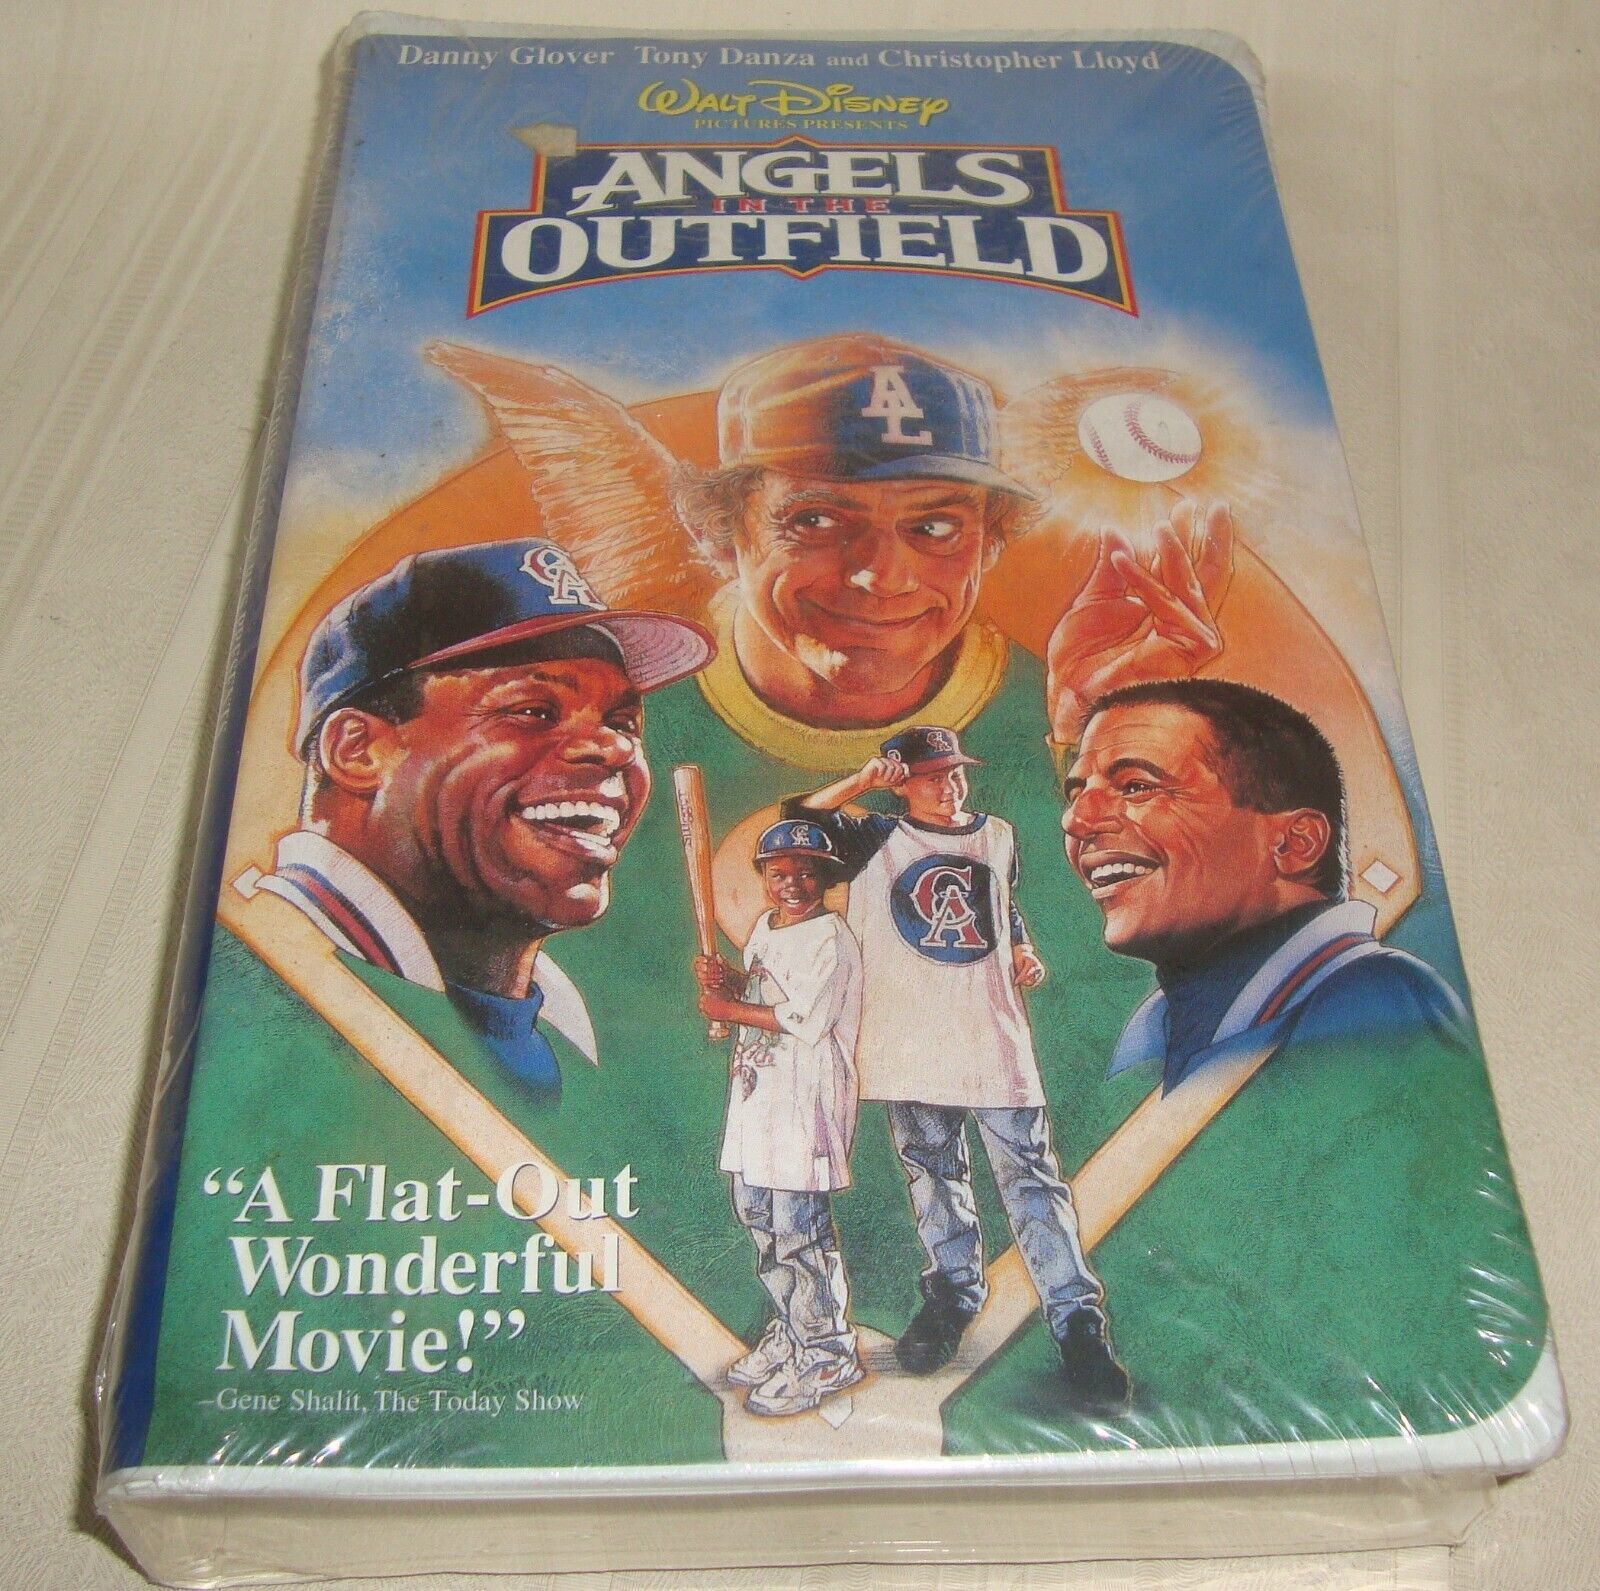 Danny Glover Tony Danza and Christopher Lloyd
WALT DISNEY
PICTURES PRESENTS
ANGELS
IN THE
OUTFIELD
AL
CA
CA
CA
CA
"A Flat-Out
Wonderful
Movie!"
–Gene Shalit, The Today Show